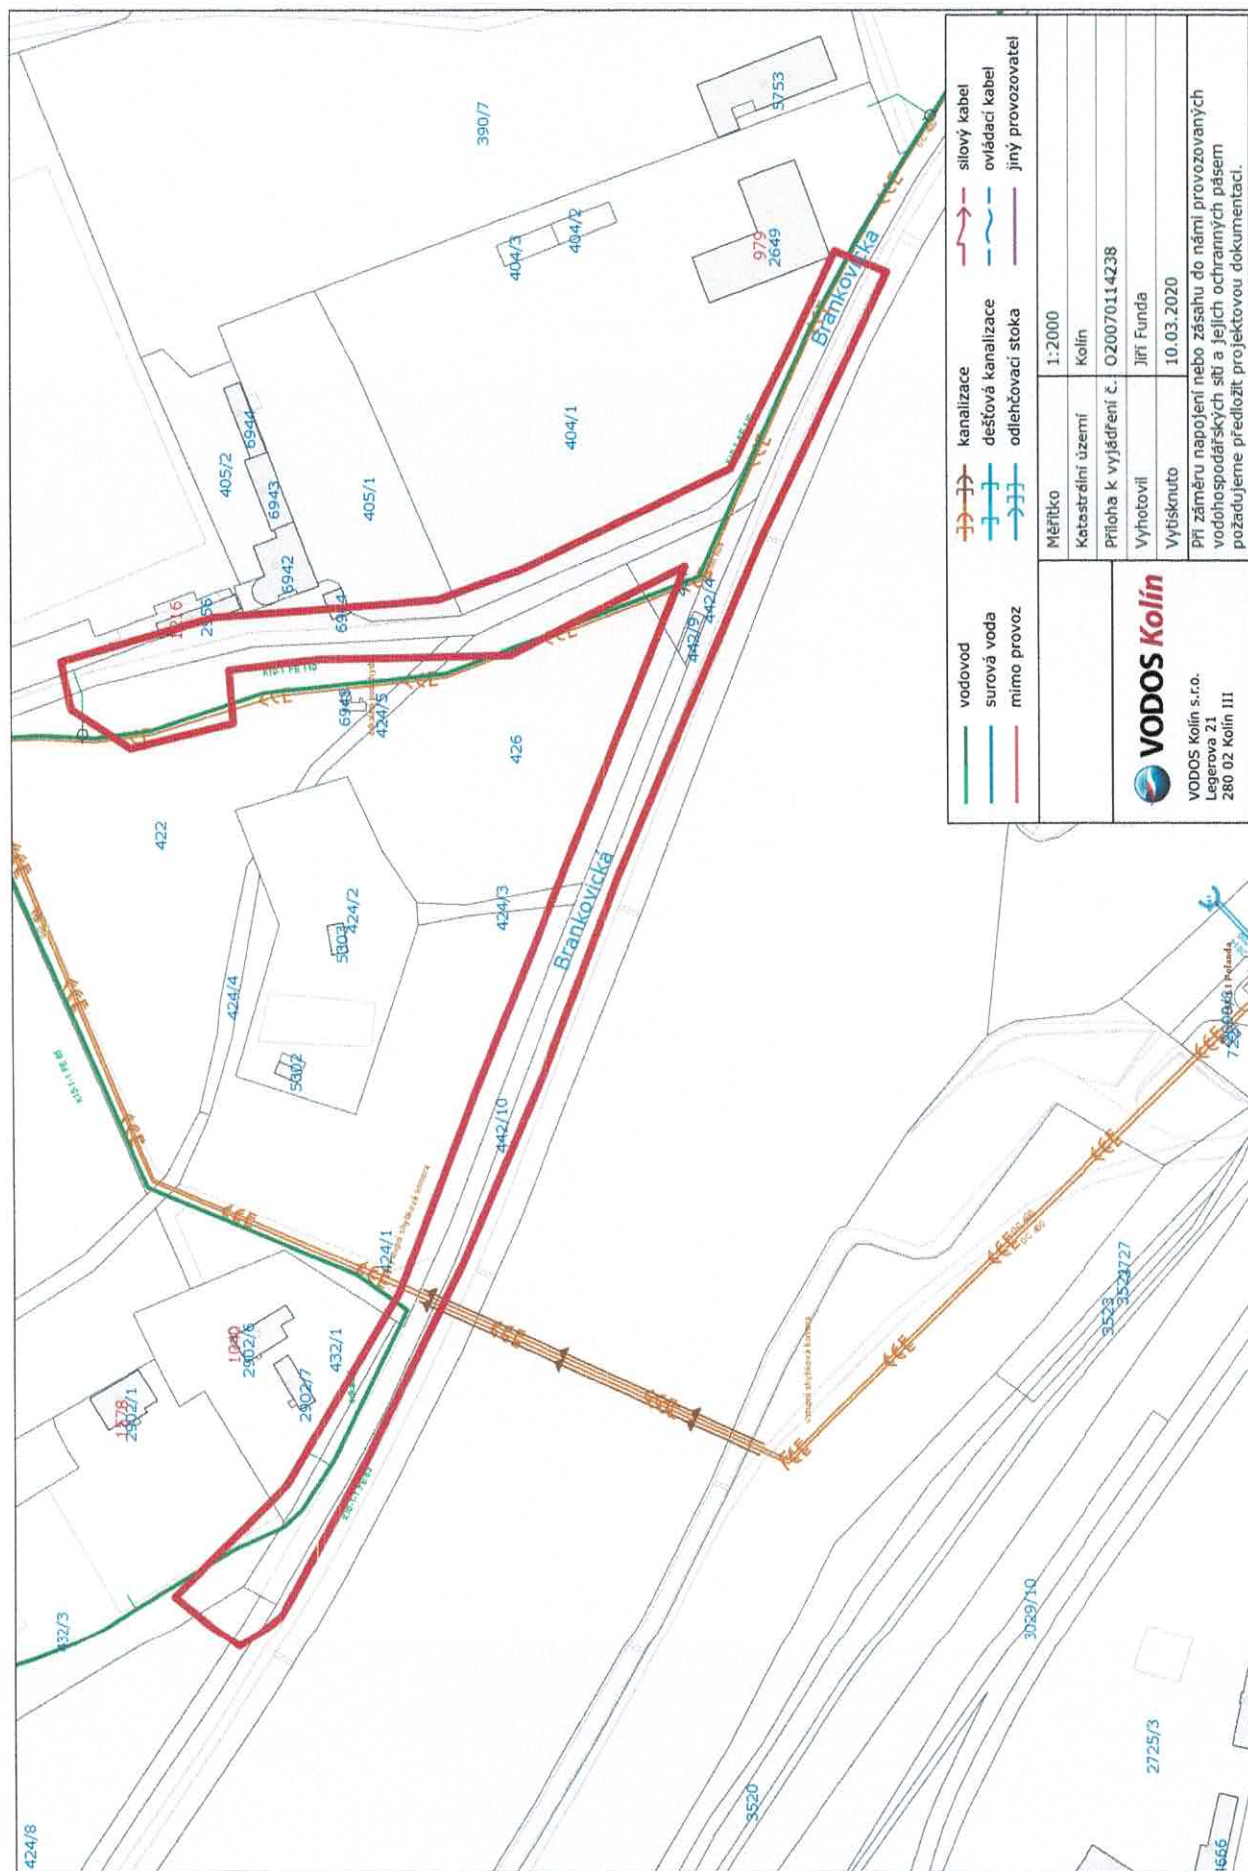 390/7
5753
404/3
404/2
979
2649
Brankovická
404/1
405/2
6944
6943
405/1
6942
442/4
442/9
424/5
426
422
424/2
5303
424/3
Brankovická
424/4
5302
442/10
424/1
432/1
2902/6
2902/7
2902/1
432/3
424/8
3523
3029/10
3520
2725/3
vodovod
surová voda
mimo provoz
kanalizace
dešťová kanalizace
odlehčovací stoka
silový kabel
ovládací kabel
jiný provozovatel
Měřítko
1:2000
Katastrální území
Kolín
Příloha k vyjádření č.:
O20070114238
Vyhotovil
Jiří Funda
Vytisknuto
10.03.2020
Při záměru napojení nebo zásahu do námi provozovaných
vodohospodářských sítí a jejich ochranných pásem
požadujeme předložit projektovou dokumentaci.
VODOS Kolín
VODOS Kolín s.r.o.
Legerova 21
280 02 Kolín III